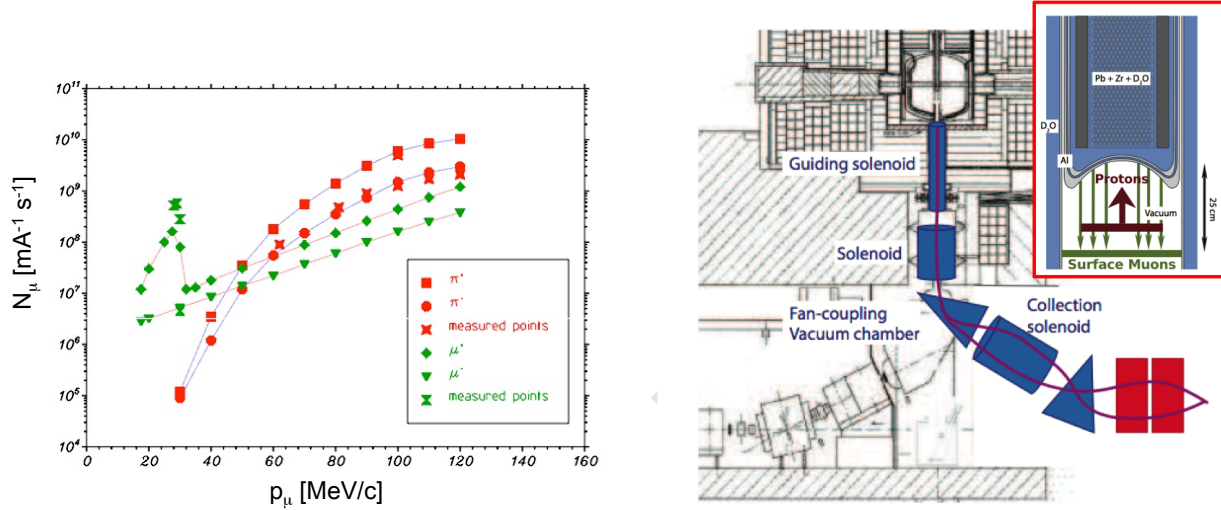 10¹¹
10¹⁰
10⁹
10⁸
10⁷
10⁶
10⁵
10⁴
N_μ [mA⁻¹ s⁻¹]
π⁺
π⁻
measured points
μ⁺
μ⁻
measured points
0 20 40 60 80 100 120 140 160
p_μ [MeV/c]
Guiding solenoid
Solenoid
Fan-coupling
Vacuum chamber
Collection
solenoid
Pb + Zr + D₂O
D₂O
Al
Protons
Vacuum
25 cm
Surface Muons